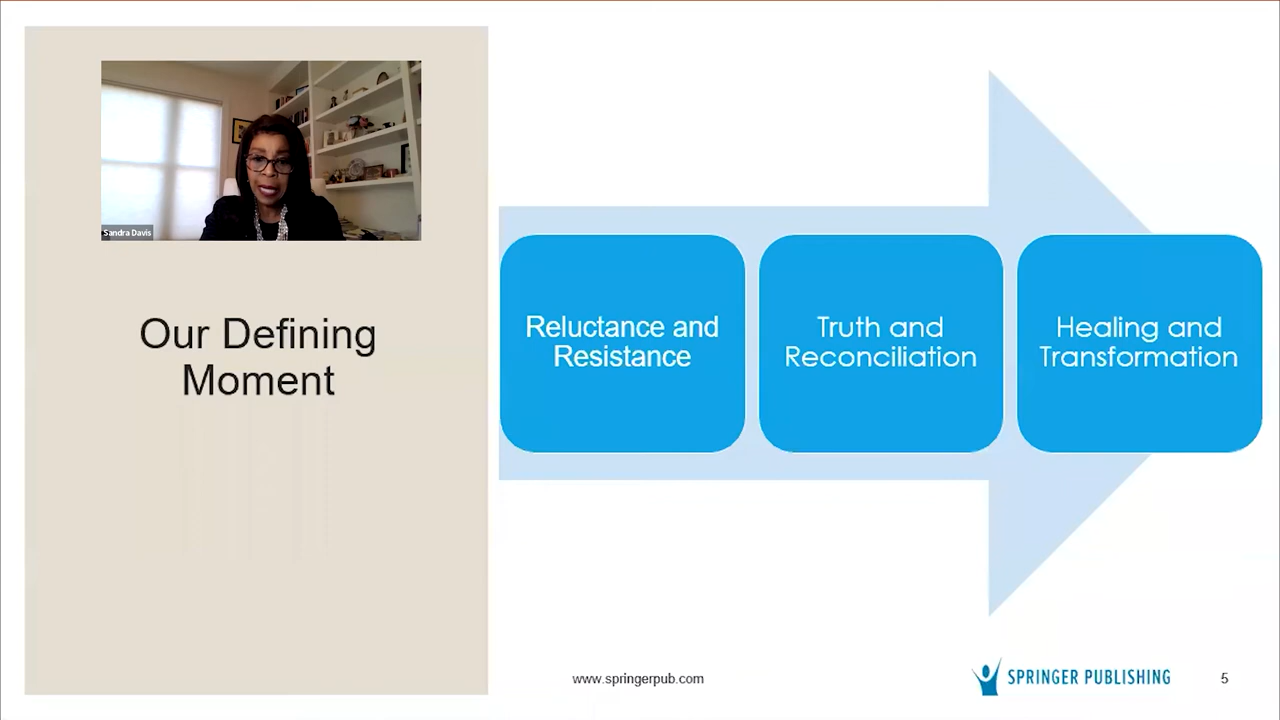 Sandra Davis
Our Defining
Moment
Reluctance and
Resistance
Truth and
Reconciliation
Healing and
Transformation
www.springerpub.com
SPRINGER PUBLISHING
5